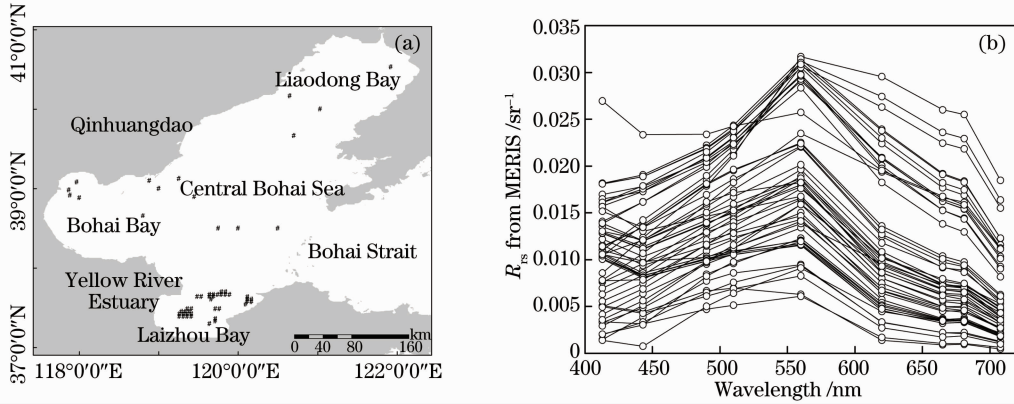 (a)
41°0′0″N
39°0′0″N
37°0′0″N
Liaodong Bay
Qinhuangdao
Central Bohai Sea
Bohai Bay
Bohai Strait
Yellow River
Estuary
Laizhou Bay
km
0 40 80 160
118°0′0″E 120°0′0″E 122°0′0″E
(b)
R_rs from MERIS /sr⁻¹
0.035
0.030
0.025
0.020
0.015
0.010
0.005
0
400 450 500 550 600 650 700
Wavelength /nm